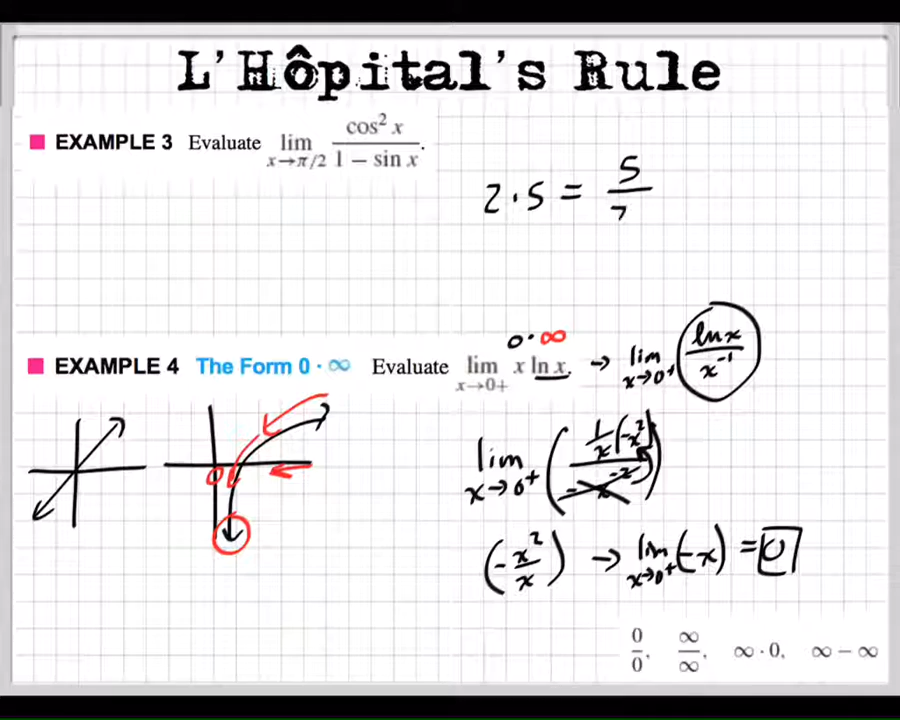 L'Hôpital's Rule
EXAMPLE 3 Evaluate lim x→π/2 cos² x / 1 − sin x.
2 · 5 = 5 /
0 · ∞
EXAMPLE 4 The Form 0 · ∞ Evaluate lim x→0+ x ln x. → lim x→0⁺ ln x / x⁻¹
0
lim x→0⁺ ( 1/x (-x²) / -x⁻² )
(-x²/x) → lim x→0⁺ (-x) = 0
0/0, ∞/∞, ∞ · 0, ∞ − ∞